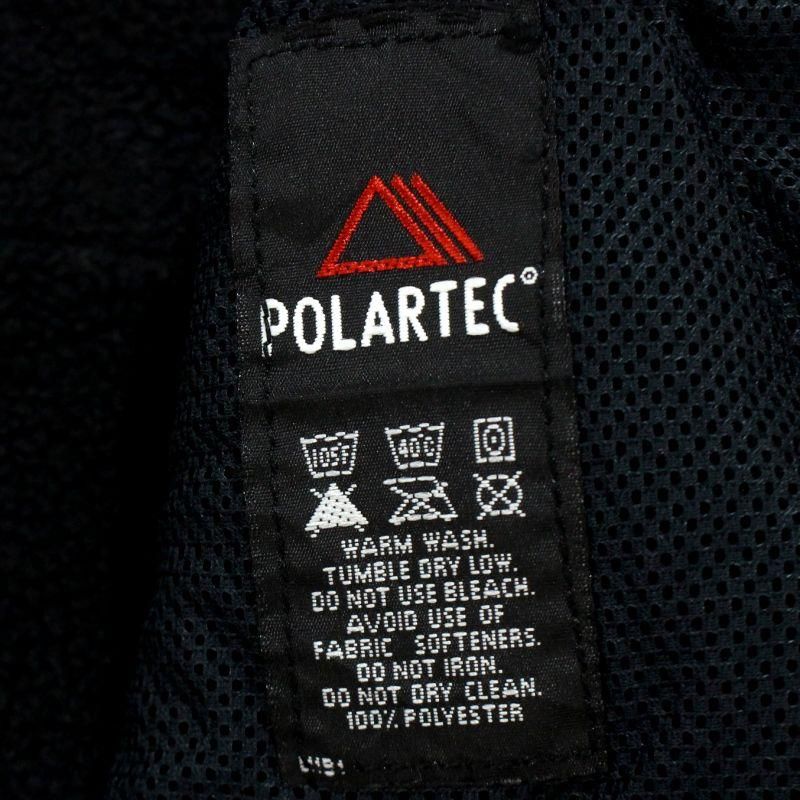 POLARTEC®
105F 40C
WARM WASH.
TUMBLE DRY LOW.
DO NOT USE BLEACH.
AVOID USE OF
FABRIC SOFTENERS.
DO NOT IRON.
DO NOT DRY CLEAN.
100% POLYESTER